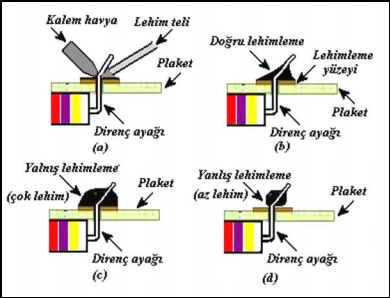 Kalem havya
Lehim teli
Plaket
Direnç ayağı
(a)
Doğru lehimleme
Lehimleme
yüzeyi
Plaket
Direnç ayağı
(b)
Yalnış lehimleme
(çok lehim)
Plaket
Direnç ayağı
(c)
Yanlış lehimleme
(az lehim)
Plaket
Direnç ayağı
(d)